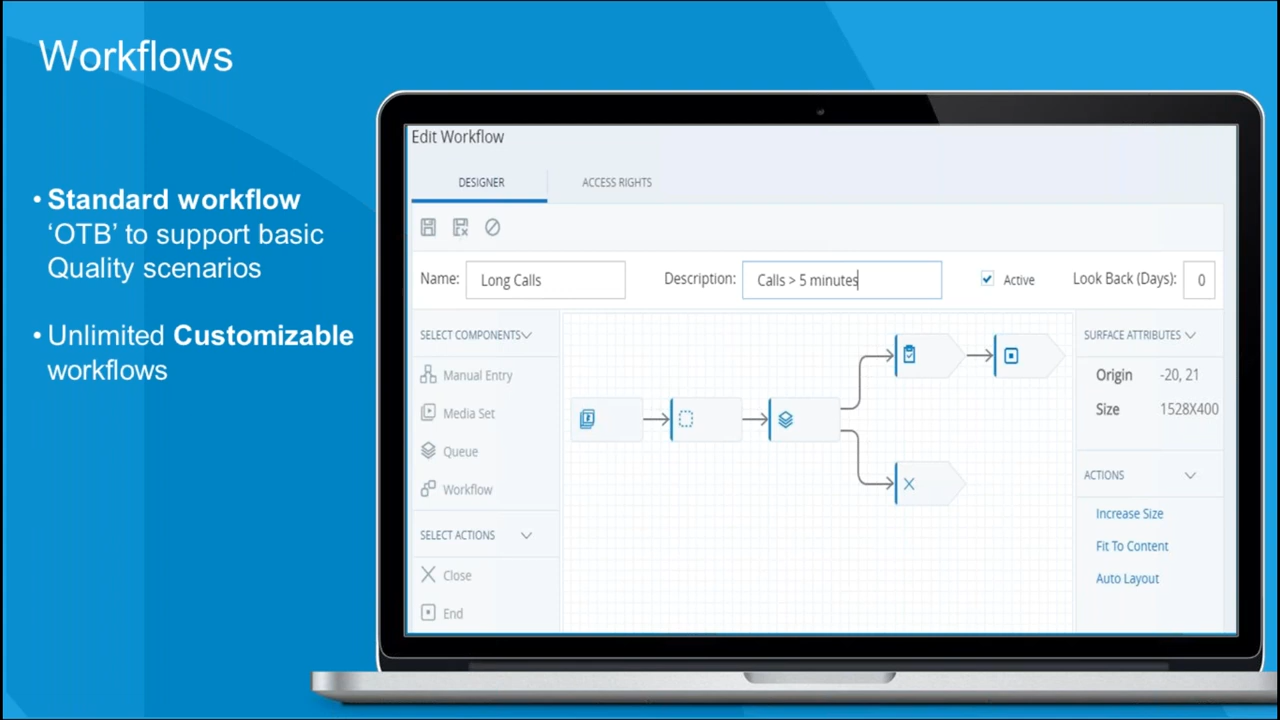 Workflows
• Standard workflow
‘OTB’ to support basic
Quality scenarios
• Unlimited Customizable
workflows
Edit Workflow
DESIGNER
ACCESS RIGHTS
Name: Long Calls
Description: Calls > 5 minutes
Active
Look Back (Days): 0
SELECT COMPONENTS
Manual Entry
Media Set
Queue
Workflow
SELECT ACTIONS
Close
End
SURFACE ATTRIBUTES
Origin -20, 21
Size 1528X400
ACTIONS
Increase Size
Fit To Content
Auto Layout